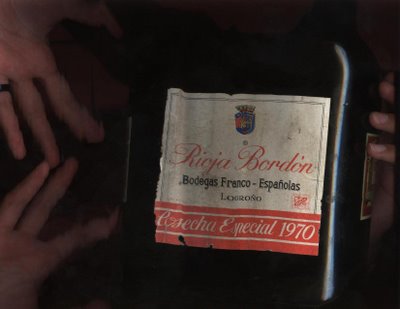 Rioja Bordón
Bodegas Franco - Españolas
Logroño
Cosecha Especial 1970